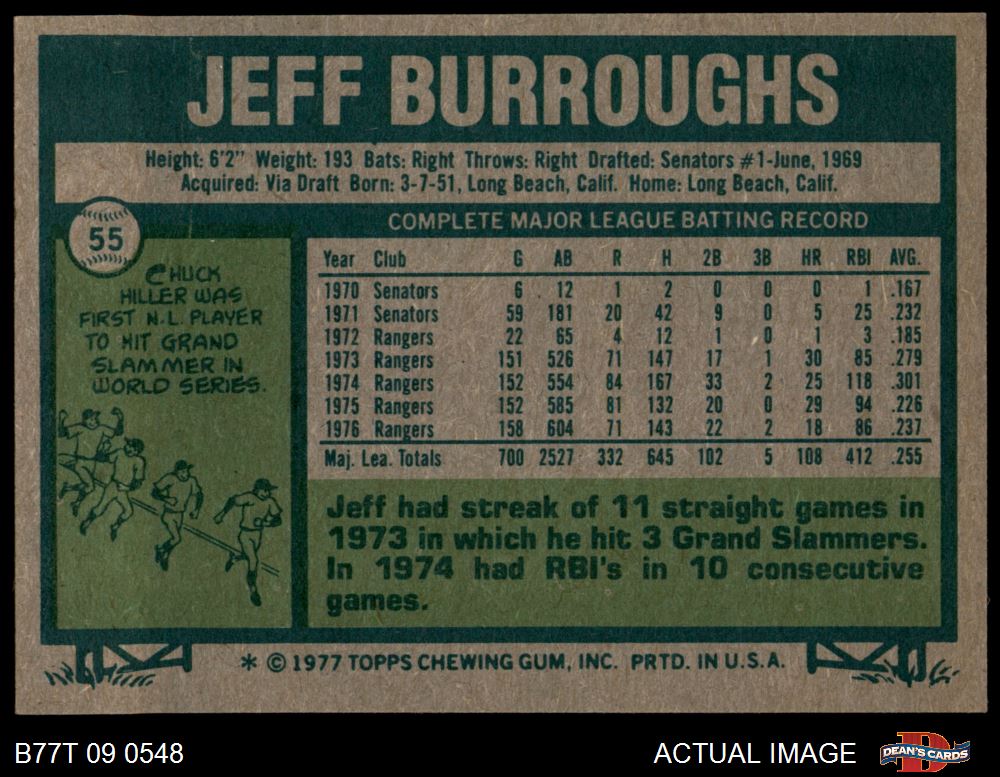 JEFF BURROUGHS
Height: 6'2" Weight: 193 Bats: Right Throws: Right Drafted: Senators #1-June, 1969
Acquired: Via Draft Born: 3-7-51, Long Beach, Calif. Home: Long Beach, Calif.
55
CHUCK
HILLER WAS
FIRST N.L. PLAYER
TO HIT GRAND
SLAMMER IN
WORLD SERIES.
COMPLETE MAJOR LEAGUE BATTING RECORD
Year Club G AB R H 2B 3B HR RBI AVG.
1970 Senators 6 12 1 2 0 0 0 1 .167
1971 Senators 59 181 20 42 9 0 5 25 .232
1972 Rangers 22 65 4 12 1 0 1 3 .185
1973 Rangers 151 526 71 147 17 1 30 85 .279
1974 Rangers 152 554 84 167 33 2 25 118 .301
1975 Rangers 152 585 81 132 20 0 29 94 .226
1976 Rangers 158 604 71 143 22 2 18 86 .237
Maj. Lea. Totals 700 2527 332 645 102 5 108 412 .255
Jeff had streak of 11 straight games in
1973 in which he hit 3 Grand Slammers.
In 1974 had RBI's in 10 consecutive
games.
* © 1977 TOPPS CHEWING GUM, INC. PRTD. IN U.S.A.
B77T 09 0548
ACTUAL IMAGE
DEAN'S CARDS